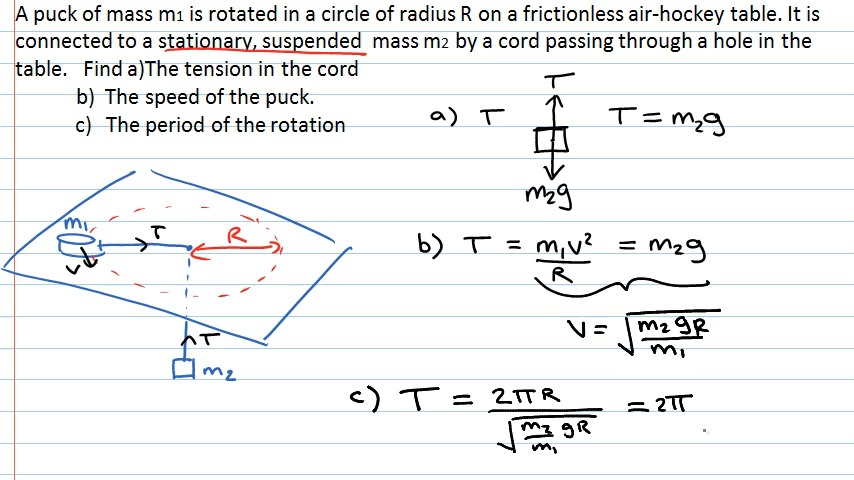 A puck of mass m1 is rotated in a circle of radius R on a frictionless air-hockey table. It is
connected to a stationary, suspended mass m2 by a cord passing through a hole in the
table. Find a)The tension in the cord
b) The speed of the puck.
c) The period of the rotation
T
a) T
T = m₂g
m₂g
m₁
T
R
v
T
m₂
b) T = m₁v²/R = m₂g
v = √(m₂gR/m₁)
c) T = 2πR/√(m₂/m₁ gR) = 2π